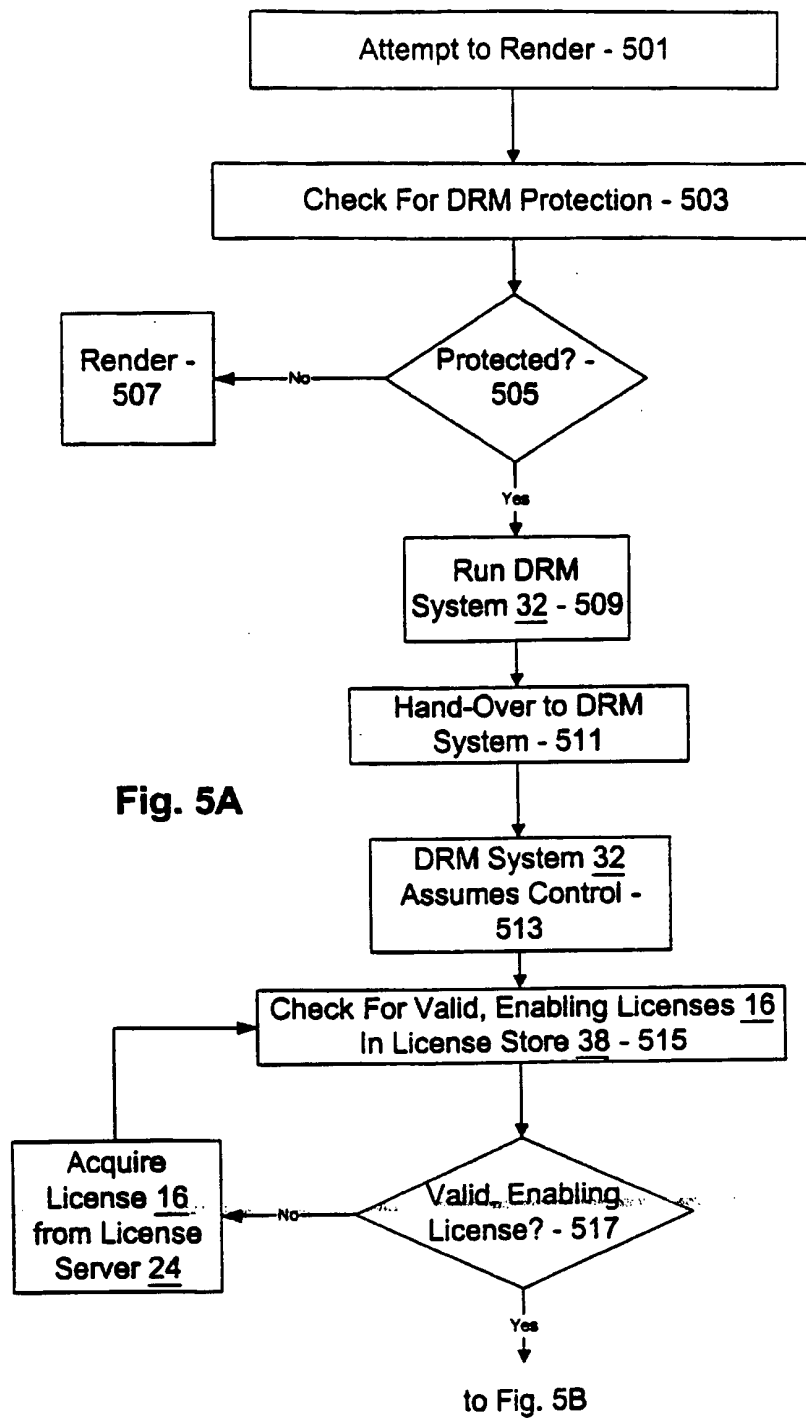 Attempt to Render - 501
Check For DRM Protection - 503
Protected? -
505
Render -
507
No
Yes
Run DRM
System 32 - 509
Hand-Over to DRM
System - 511
Fig. 5A
DRM System 32
Assumes Control -
513
Check For Valid, Enabling Licenses 16
In License Store 38 - 515
Acquire
License 16
from License
Server 24
No
Valid, Enabling
License? - 517
Yes
to Fig. 5B